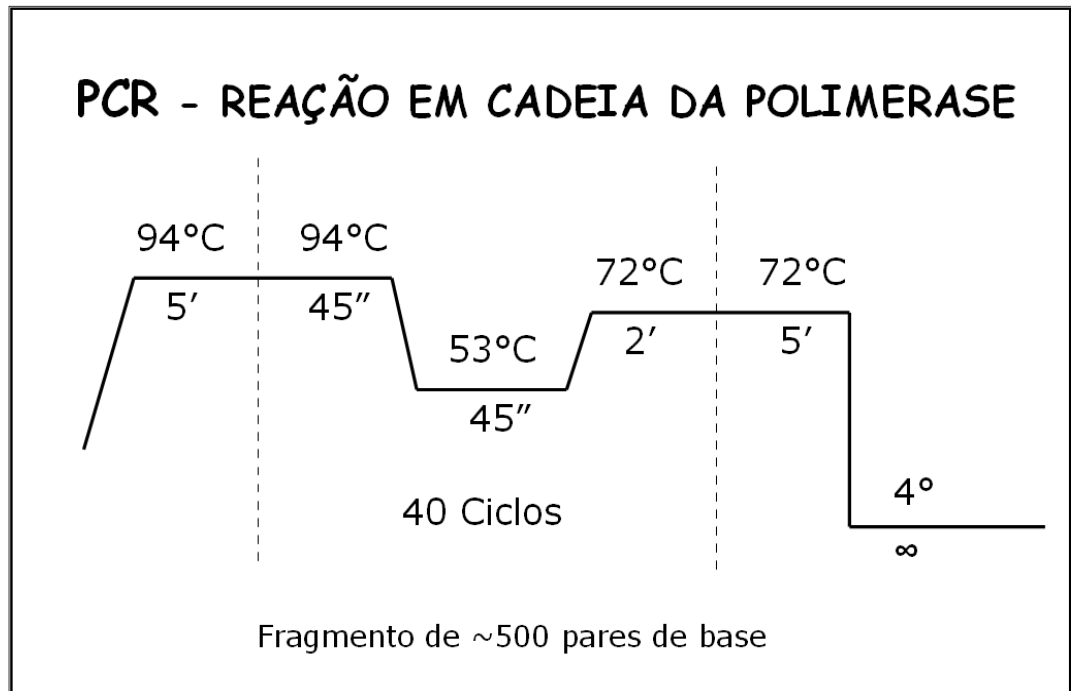 PCR - REAÇÃO EM CADEIA DA POLIMERASE
94°C
94°C
72°C
72°C
5′
45″
53°C
2′
5′
45″
40 Ciclos
4°
∞
Fragmento de ~500 pares de base